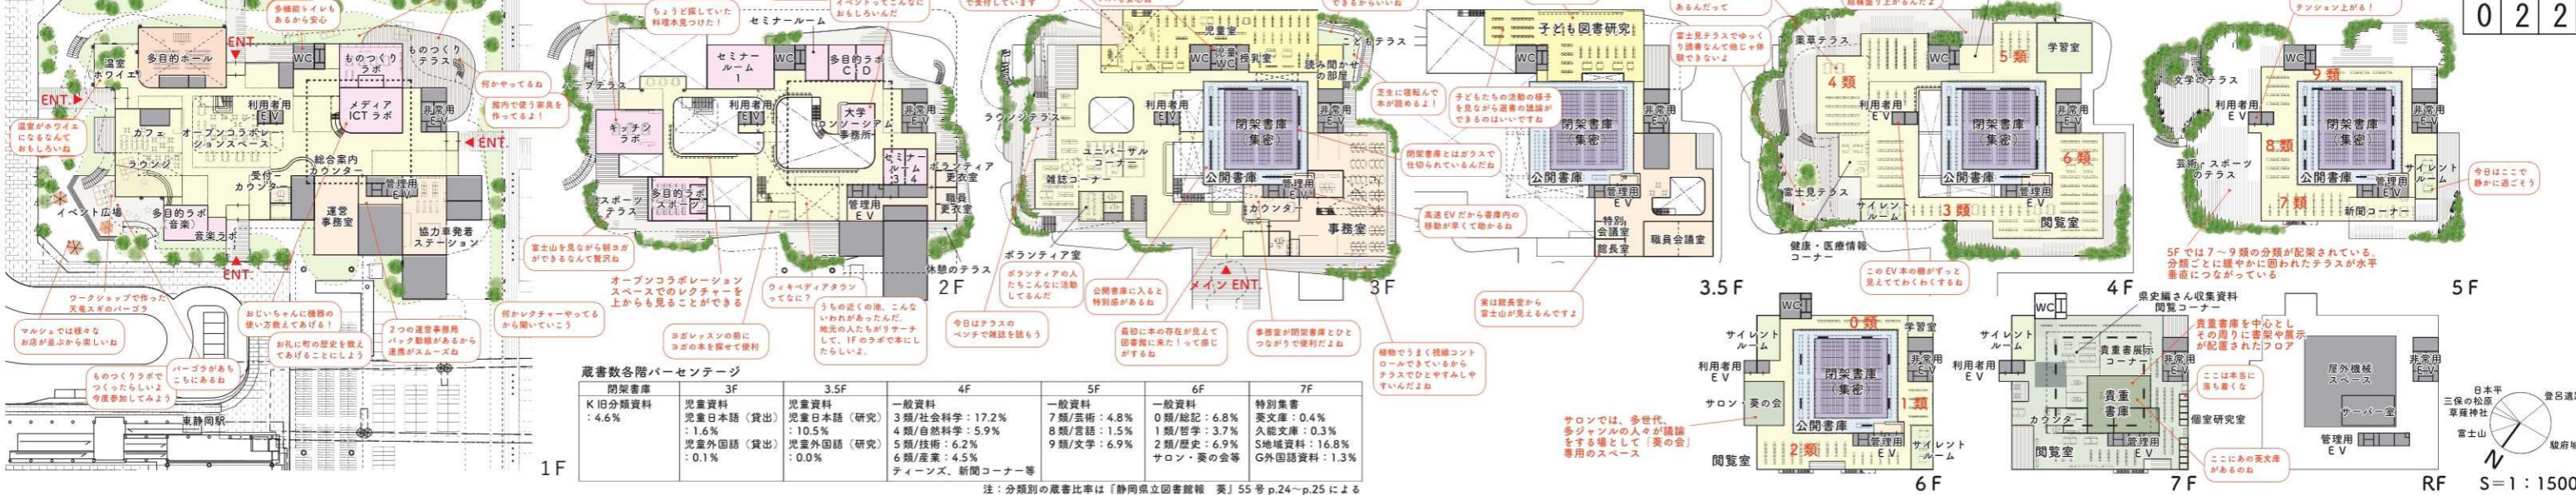 多機能トイレも
あるから安心
温室
ホワイエ
多目的ホール
ENT.
WC
ものつくり
ラボ
ものつくり
テラス
何かやってるね
館内で使う家具を
作ってるよ!
ENT.
温室がホワイエ
になるなんて
おもしろいね
カフェ
利用者用
EV
オープンコラボレー
ションスペース
メディア
ICTラボ
非常用
EV
ENT.
ラウンジ
受付
カウンター
総合案内
カウンター
管理用
EV
イベント広場
多目的ラボ
(音楽)
音楽ラボ
運営
事務室
協力車発着
ステーション
ENT.
ワークショップで作った
天竜スギのパーゴラ
マルシェでは様々な
お店が並ぶから楽しいね
おじいちゃんに機器の
使い方教えてあげる!
お礼に町の歴史を教え
てあげることにしよう
2つの運営事務局
バック動線があるから
連携がスムーズね
何かレクチャーやってる
から聞いていこう
ものつくりラボで
つくったらしいよ
今度参加してみよう
パーゴラがあち
こちにあるね
東静岡駅
1F
ちょうど探していた
料理本見つけた!
セミナールーム
イベントってこんなに
おもしろいんだ
で受付しています
セミナー
ルーム
1
WC
多目的ラボ
C D
ハーブテラス
キッチン
ラボ
利用者用
EV
大学
コンソーシアム
事務所
非常用
EV
セミナー
ルーム
3 4
ボランティア
更衣室
職員
更衣室
スポーツ
テラス
多目的ラボ
スポーツ
管理用
EV
休憩のテラス
2F
富士山を見ながら朝ヨガ
ができるなんて贅沢ね
オープンコラボレーション
スペースでのレクチャーを
上からも見ることができる
ウィキペディアタウン
ってなに?
うちの近くの池、こんな
いわれがあったんだ。
地元の人たちがリサーチ
して、1Fのラボで本にし
たらしいよ。
ヨガレッスンの前に
ヨガの本を探せて便利
児童室
WC
児童
WC
授乳室
こどもテラス
読み聞かせ
の部屋
できるからいいね
芝生に寝転んで
本が読めるよ!
ラウンジテラス
利用者用
EV
閉架書庫
(集密)
非常用
EV
ユニバーサル
コーナー
雑誌コーナー
公開書庫
管理用
EV
カウンター
事務室
閉架書庫とはガラスで
仕切られているんだね
高速EVだから書庫内の
移動が早くて助かるね
ボランティア室
ボランティアの人
たちこんなに活動
してるんだ
公開書庫に入ると
特別感があるね
メインENT.
3F
今日はテラスの
ベンチで雑誌を読もう
最初に本の存在が見えて
図書館に来た!って感じ
がするね
事務室が閉架書庫とひと
つながりで便利だよね
植物でうまく視線コント
ロールできているから
テラスでひとやすみしや
すいんだよね
子ども図書研究
WC
子どもたちの活動の様子
を見ながら選書の議論が
できるのはいいですね
閉架書庫
(集密)
非常用
EV
公開書庫
管理用
EV
特別
会議室
館長室
職員会議室
3.5F
実は館長室から
富士山が見えるんですよ
あるんだって
富士見テラスでゆっく
り読書なんて他じゃ体
験できないよ
薬草テラス
WC
5類
学習室
4類
利用者用
EV
閉架書庫
(集密)
非常用
EV
6類
公開書庫
富士見テラス
サイレント
ルーム
3類
管理用
EV
閲覧室
健康・医療情報
コーナー
このEV本の棚がずっと
見えててわくわくするね
4F
テンション上がる!
0 2 2
WC
文学のテラス
9類
利用者用
EV
閉架書庫
(集密)
非常用
EV
8類
芸術・スポーツ
のテラス
公開書庫
管理用
EV
サイレント
ルーム
7類
新聞コーナー
今日はここで
静かに過ごそう
5Fでは7〜9類の分類が配架されている。
分類ごとに緩やかに囲われたテラスが水平
垂直につながっている
5F
蔵書数各階パーセンテージ
閉架書庫 3F 3.5F 4F 5F 6F 7F
K旧分類資料
:4.6%
児童資料
児童日本語(貸出)
:1.6%
児童外国語(貸出)
:0.1%
児童資料
児童日本語(研究)
:10.5%
児童外国語(研究)
:0.0%
一般資料
3類/社会科学:17.2%
4類/自然科学:5.9%
5類/技術:6.2%
6類/産業:4.5%
ティーンズ、新聞コーナー等
一般資料
7類/芸術:4.8%
8類/言語:1.5%
9類/文学:6.9%
一般資料
0類/総記:6.8%
1類/哲学:3.7%
2類/歴史:6.9%
サロン・葵の会等
特別集書
葵文庫:0.4%
久能文庫:0.3%
S地域資料:16.8%
G外国語資料:1.3%
注:分類別の蔵書比率は『静岡県立図書館報 葵』55号p.24〜p.25による
WC
サイレント
ルーム
0類
学習室
利用者用
EV
閉架書庫
(集密)
非常用
EV
サロン・葵の会
1類
公開書庫
管理用
EV
サイレント
ルーム
2類
閲覧室
サロンでは、多世代、
多ジャンルの人々が議論
をする場として「葵の会」
専用のスペース
6F
県史編さん収集資料
閲覧コーナー
WC
サイレント
ルーム
利用者用
EV
貴重書展示
コーナー
非常用
EV
貴重
書庫
カウンター
管理用
EV
個室研究室
閲覧室
貴重書庫を中心とし
その周りに書架や展示
が配置されたフロア
ここは本当に
落ち着くな
ここにあの葵文庫
があるのね
7F
屋外機械
スペース
非常用
EV
サーバー室
管理用
EV
RF
日本平
三保の松原
草薙神社
富士山
N
S=1:1500